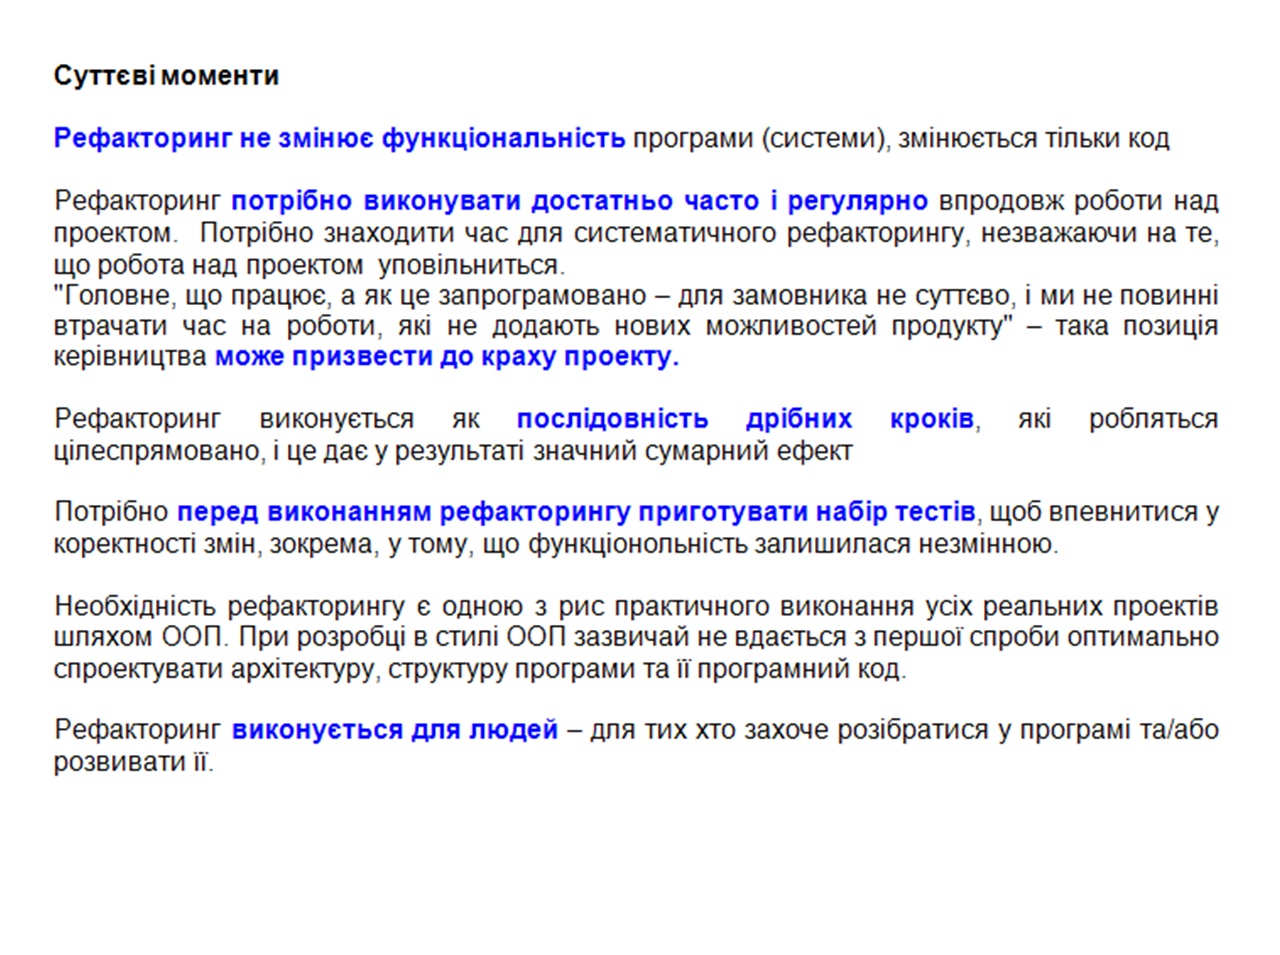 Суттєві моменти
Рефакторинг не змінює функціональність програми (системи), змінюється тільки код
Рефакторинг потрібно виконувати достатньо часто і регулярно впродовж роботи над
проектом. Потрібно знаходити час для систематичного рефакторингу, незважаючи на те,
що робота над проектом уповільниться.
"Головне, що працює, а як це запрограмовано – для замовника не суттєво, і ми не повинні
втрачати час на роботи, які не додають нових можливостей продукту" – така позиція
керівництва може призвести до краху проекту.
Рефакторинг виконується як послідовність дрібних кроків, які робляться
цілеспрямовано, і це дає у результаті значний сумарний ефект
Потрібно перед виконанням рефакторингу приготувати набір тестів, щоб впевнитися у
коректності змін, зокрема, у тому, що функціонольність залишилася незмінною.
Необхідність рефакторингу є одною з рис практичного виконання усіх реальних проектів
шляхом ООП. При розробці в стилі ООП зазвичай не вдається з першої спроби оптимально
спроектувати архітектуру, структуру програми та її програмний код.
Рефакторинг виконується для людей – для тих хто захоче розібратися у програмі та/або
розвивати її.